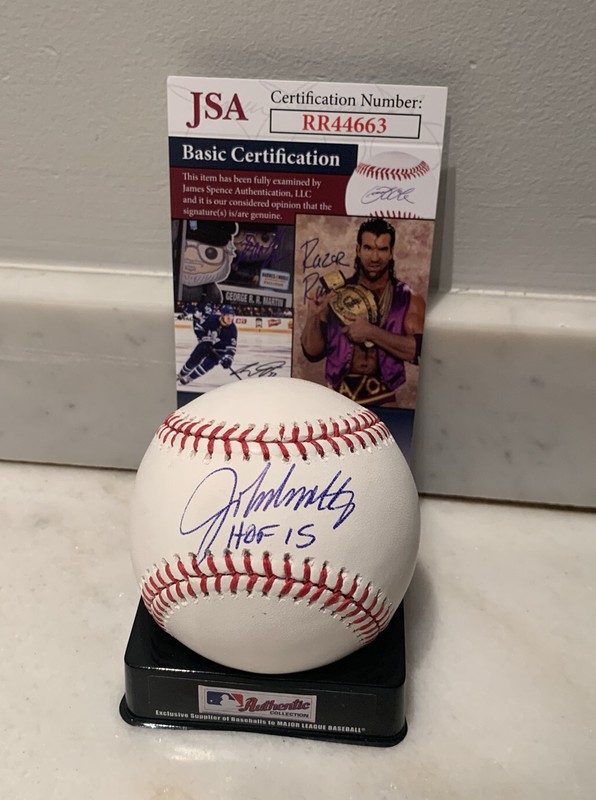 JSA
Certification Number:
RR44663
Basic Certification
This item has been fully examined by
James Spence Authentication, LLC
and it is our considered opinion that the
signature(s) is/are genuine.
GEORGE R. R. MARTIN
Razor
HOF 15
Authentic
COLLECTION
Exclusive Supplier of Baseballs to MAJOR LEAGUE BASEBALL